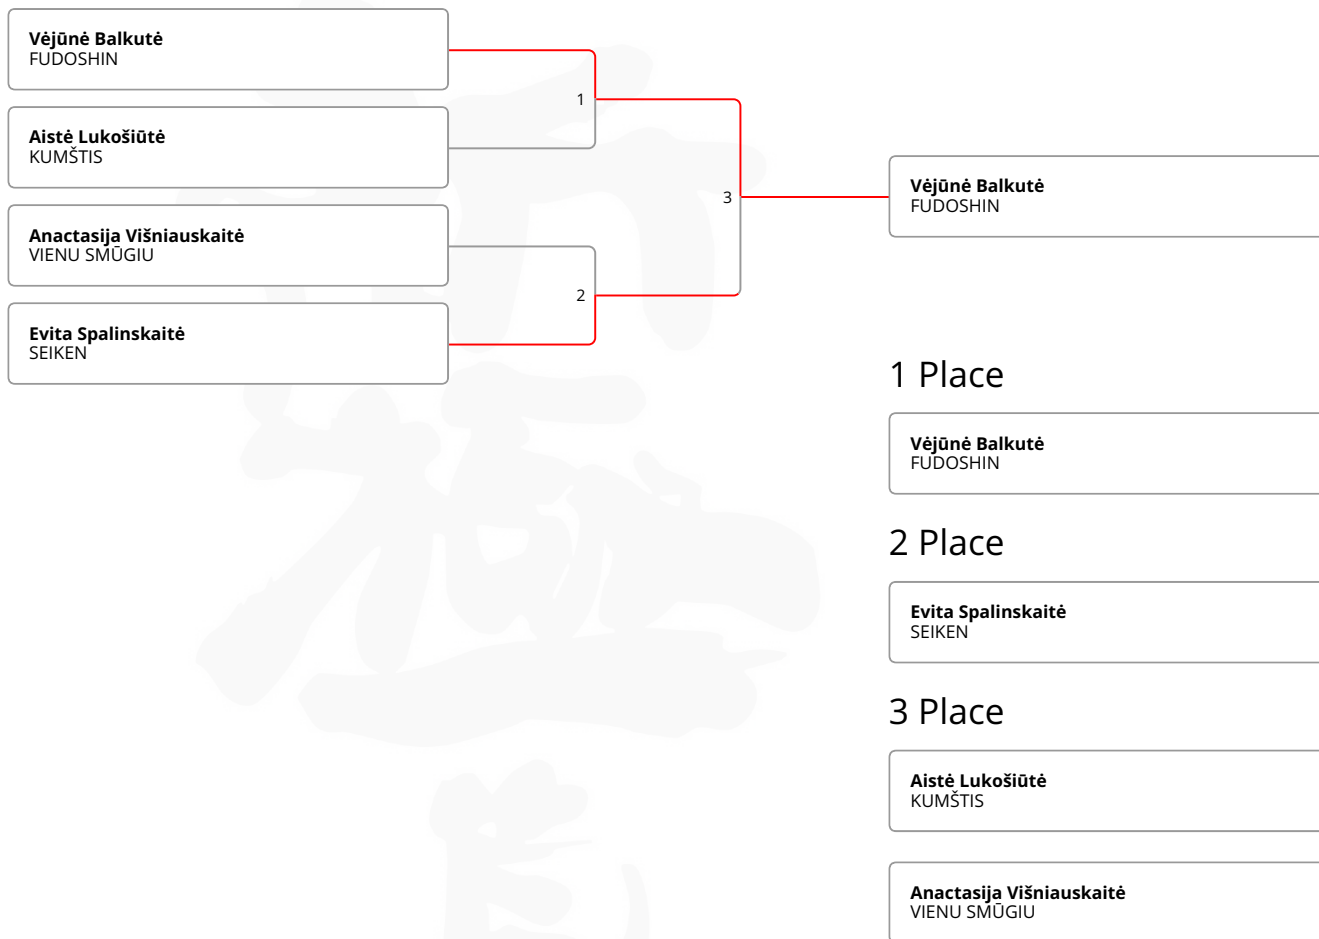 Vėjūnė Balkutė
FUDOSHIN
1
Aistė Lukošiūtė
KUMŠTIS
Vėjūnė Balkutė
FUDOSHIN
3
Anactasija Višniauskaitė
VIENU SMŪGIU
2
Evita Spalinskaitė
SEIKEN
1 Place
Vėjūnė Balkutė
FUDOSHIN
2 Place
Evita Spalinskaitė
SEIKEN
3 Place
Aistė Lukošiūtė
KUMŠTIS
Anactasija Višniauskaitė
VIENU SMŪGIU